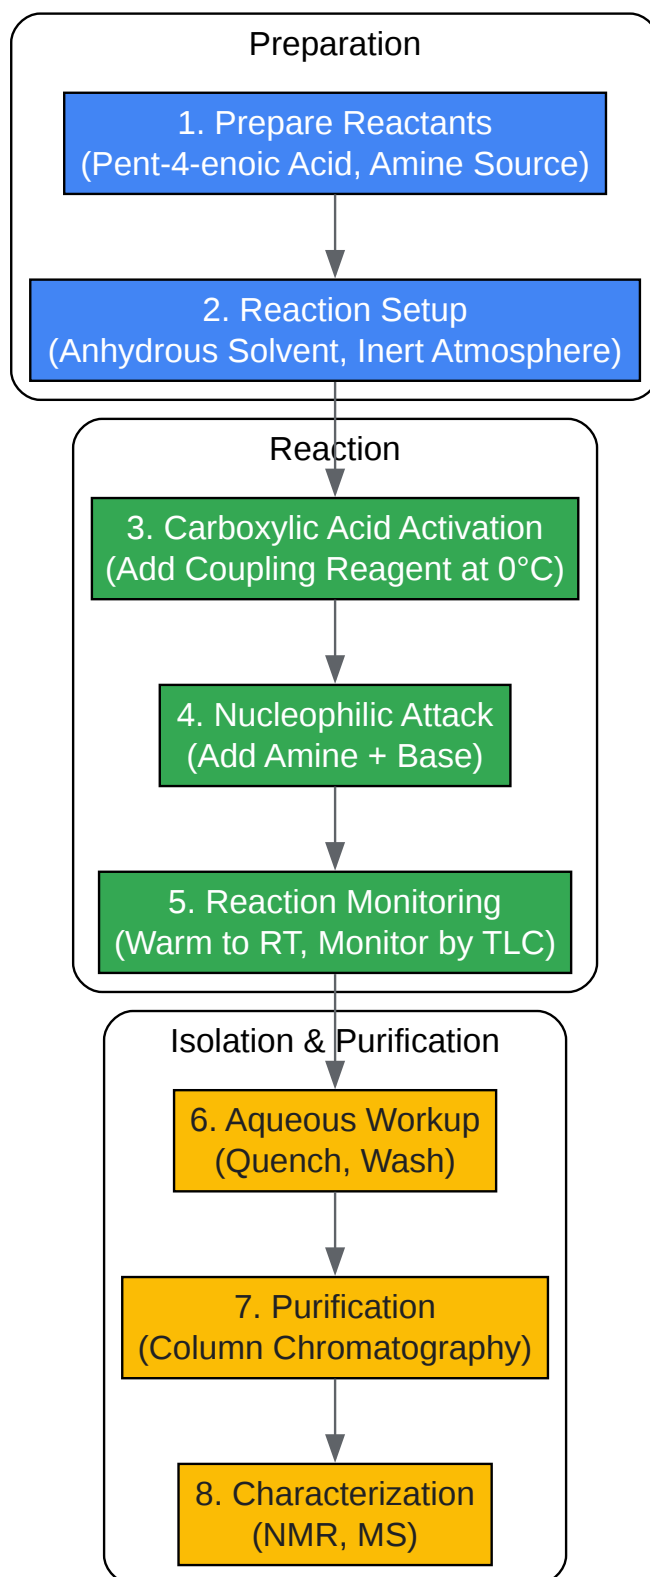 Preparation
1. Prepare Reactants
(Pent-4-enoic Acid, Amine Source)
2. Reaction Setup
(Anhydrous Solvent, Inert Atmosphere)
Reaction
3. Carboxylic Acid Activation
(Add Coupling Reagent at 0°C)
4. Nucleophilic Attack
(Add Amine + Base)
5. Reaction Monitoring
(Warm to RT, Monitor by TLC)
Isolation & Purification
6. Aqueous Workup
(Quench, Wash)
7. Purification
(Column Chromatography)
8. Characterization
(NMR, MS)